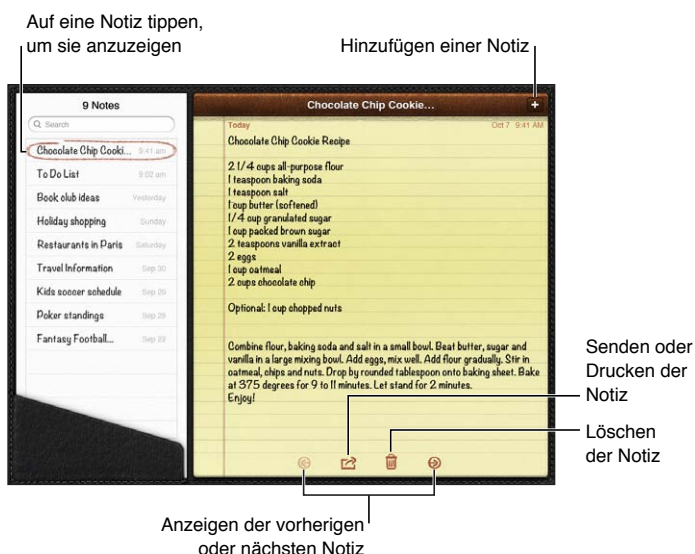 Auf eine Notiz tippen,
um sie anzuzeigen
Hinzufügen einer Notiz
9 Notes
Search
Chocolate Chip Cooki... 9:41 am
To Do List 9:02 am
Book club ideas Yesterday
Holiday shopping Sunday
Restaurants in Paris Saturday
Travel Information Sep 30
Kids soccer schedule Sep 29
Poker standings Sep 29
Fantasy Football... Sep 29
Chocolate Chip Cookie...
+
Today Oct 7 9:41 AM
Chocolate Chip Cookie Recipe
2 1/4 cups all-purpose flour
1 teaspoon baking soda
1 teaspoon salt
1 cup butter (softened)
1/4 cup granulated sugar
1 cup packed brown sugar
2 teaspoons vanilla extract
2 eggs
1 cup oatmeal
2 cups chocolate chip
Optional: 1 cup chopped nuts
Combine flour, baking soda and salt in a small bowl. Beat butter, sugar and
vanilla in a large mixing bowl. Add eggs, mix well. Add flour gradually. Stir in
oatmeal, chips and nuts. Drop by rounded tablespoon onto baking sheet. Bake
at 375 degrees for 9 to 11 minutes. Let stand for 2 minutes.
Enjoy!
Senden oder
Drucken der
Notiz
Löschen
der Notiz
Anzeigen der vorherigen
oder nächsten Notiz